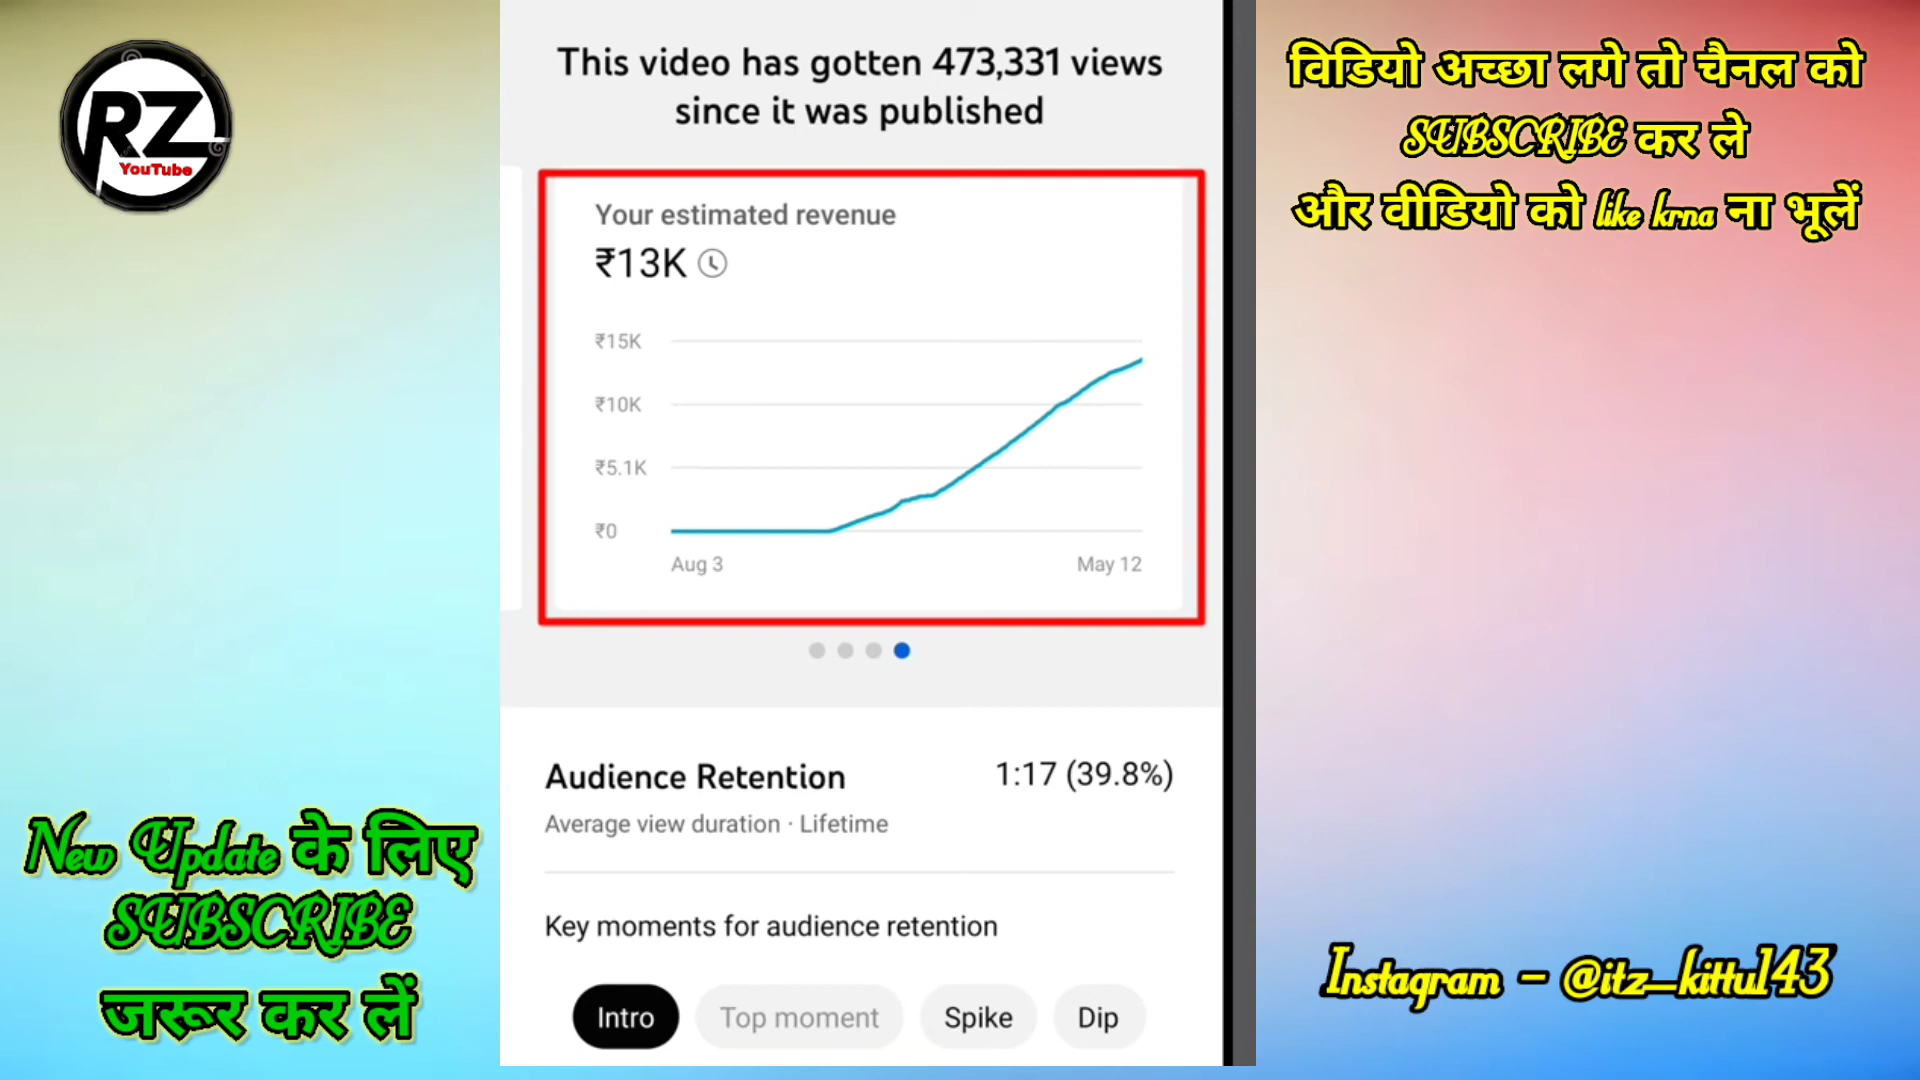 RZ
YouTube
This video has gotten 473,331 views
since it was published
Your estimated revenue
₹13K
₹15K
₹10K
₹5.1K
₹0
Aug 3
May 12
Audience Retention
1:17 (39.8%)
Average view duration · Lifetime
Key moments for audience retention
Intro
Top moment
Spike
Dip
विडियो अच्छा लगे तो चैनल को
SUBSCRIBE कर ले
और वीडियो को like krna ना भूलें
New Update के लिए
SUBSCRIBE
जरूर कर लें
Instagram - @itz_kittu143